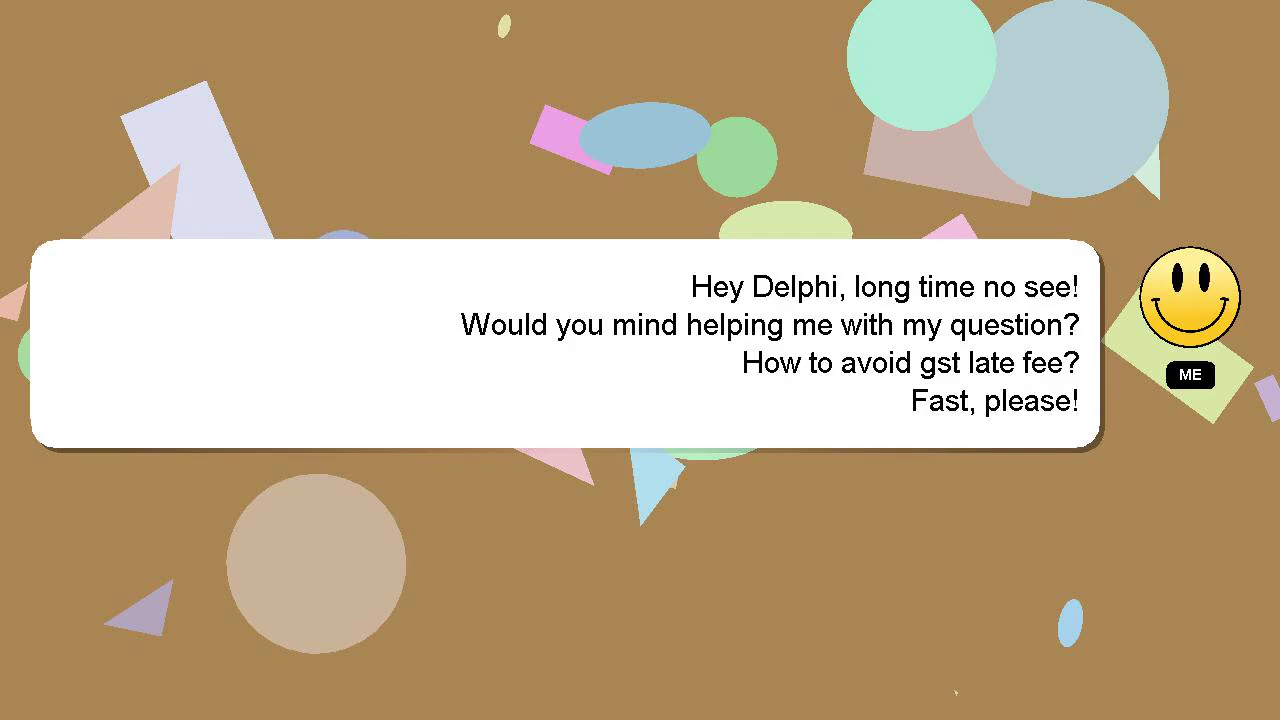 Hey Delphi, long time no see!
Would you mind helping me with my question?
How to avoid gst late fee?
Fast, please!
ME